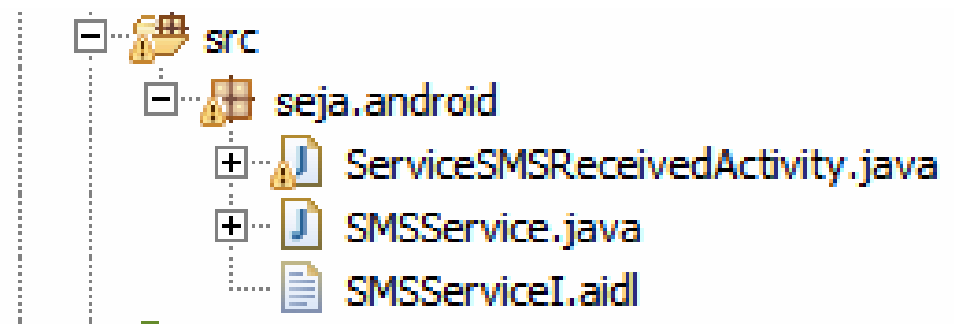 src
seja.android
ServiceSMSReceivedActivity.java
SMSService.java
SMSServiceI.aidl